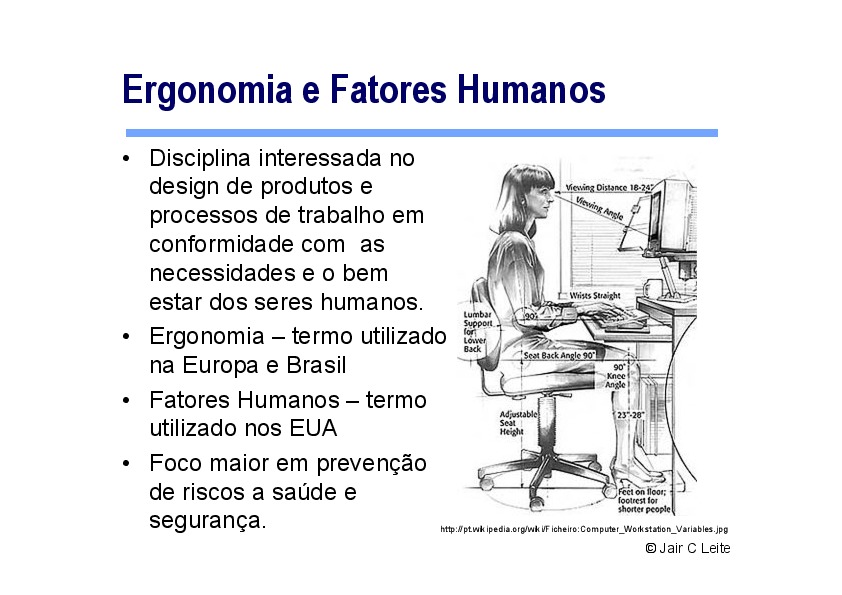 Ergonomia e Fatores Humanos
• Disciplina interessada no
design de produtos e
processos de trabalho em
conformidade com as
necessidades e o bem
estar dos seres humanos.
• Ergonomia – termo utilizado
na Europa e Brasil
• Fatores Humanos – termo
utilizado nos EUA
• Foco maior em prevenção
de riscos a saúde e
segurança.
Viewing Distance 18-24"
Viewing Angle
Wrists Straight
90°
Lumbar
Support
for
Lower
Back
Seat Back Angle 90°
90°
Knee
Angle
Adjustable
Seat
Height
23"-28"
Feet on floor;
footrest for
shorter people
http://pt.wikipedia.org/wiki/Ficheiro:Computer_Workstation_Variables.jpg
© Jair C Leite